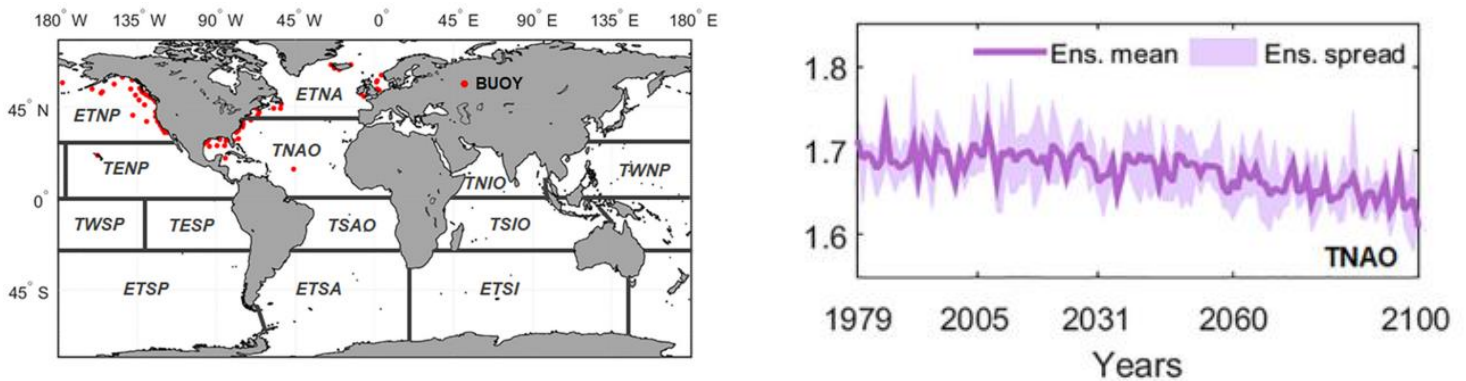 180° W 135° W 90° W 45° W 0° 45° E 90° E 135° E 180° E
45° N
0°
45° S
BUOY
ETNA
ETNP
TNAO
TENP
TNIO
TWNP
TWSP
TESP
TSAO
TSIO
ETSP
ETSA
ETSI
Ens. mean Ens. spread
1.8
1.7
1.6
TNAO
1979 2005 2031 2060 2100
Years